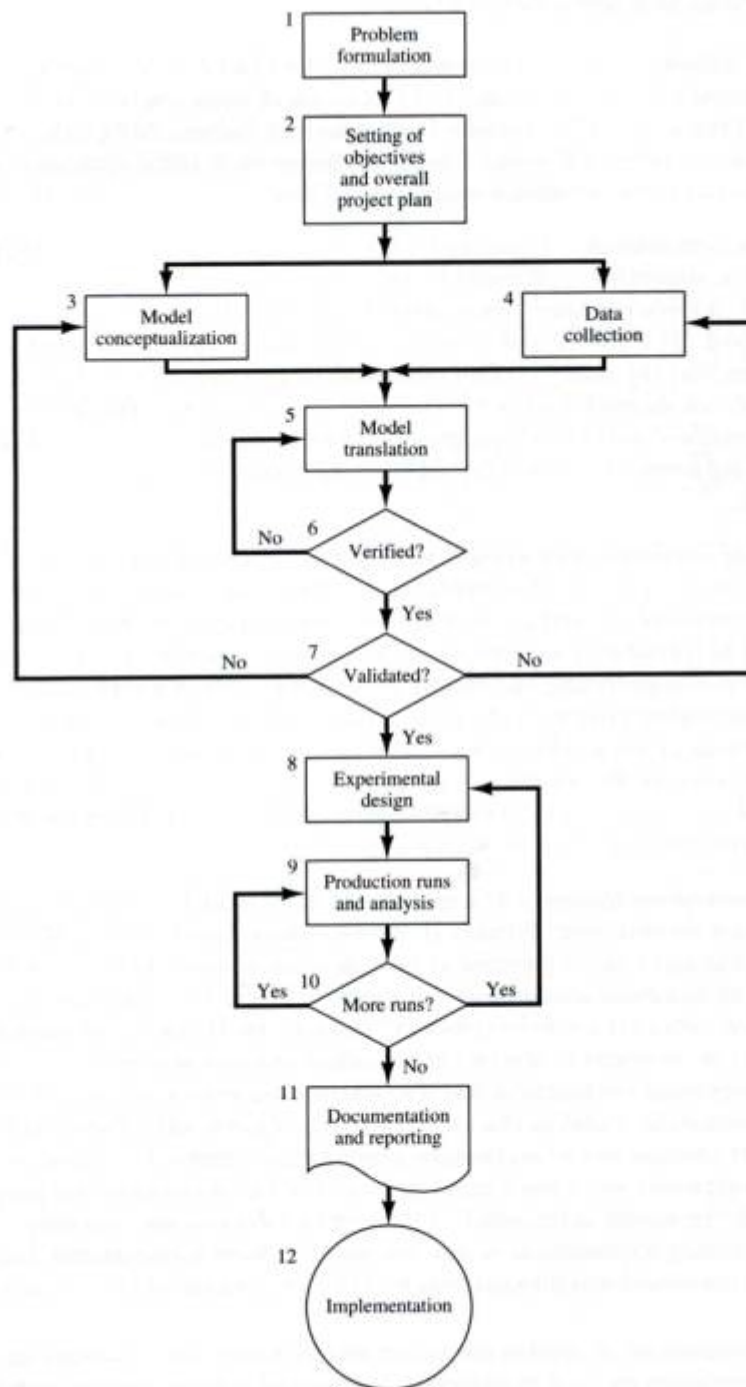 1
Problem
formulation
2
Setting of
objectives
and overall
project plan
3
Model
conceptualization
4
Data
collection
5
Model
translation
6
No
Verified?
Yes
7
No
Validated?
No
Yes
8
Experimental
design
9
Production runs
and analysis
10
Yes
More runs?
Yes
No
11
Documentation
and reporting
12
Implementation